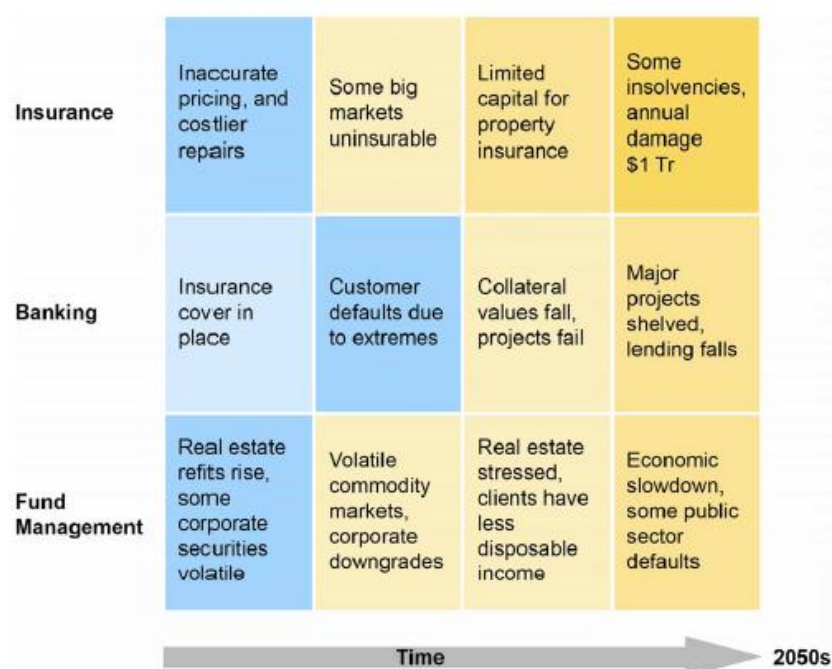 Insurance
Inaccurate
pricing, and
costlier
repairs
Some big
markets
uninsurable
Limited
capital for
property
insurance
Some
insolvencies,
annual
damage
$1 Tr
Banking
Insurance
cover in
place
Customer
defaults due
to extremes
Collateral
values fall,
projects fail
Major
projects
shelved,
lending falls
Fund
Management
Real estate
refits rise,
some
corporate
securities
volatile
Volatile
commodity
markets,
corporate
downgrades
Real estate
stressed,
clients have
less
disposable
income
Economic
slowdown,
some public
sector
defaults
Time
2050s